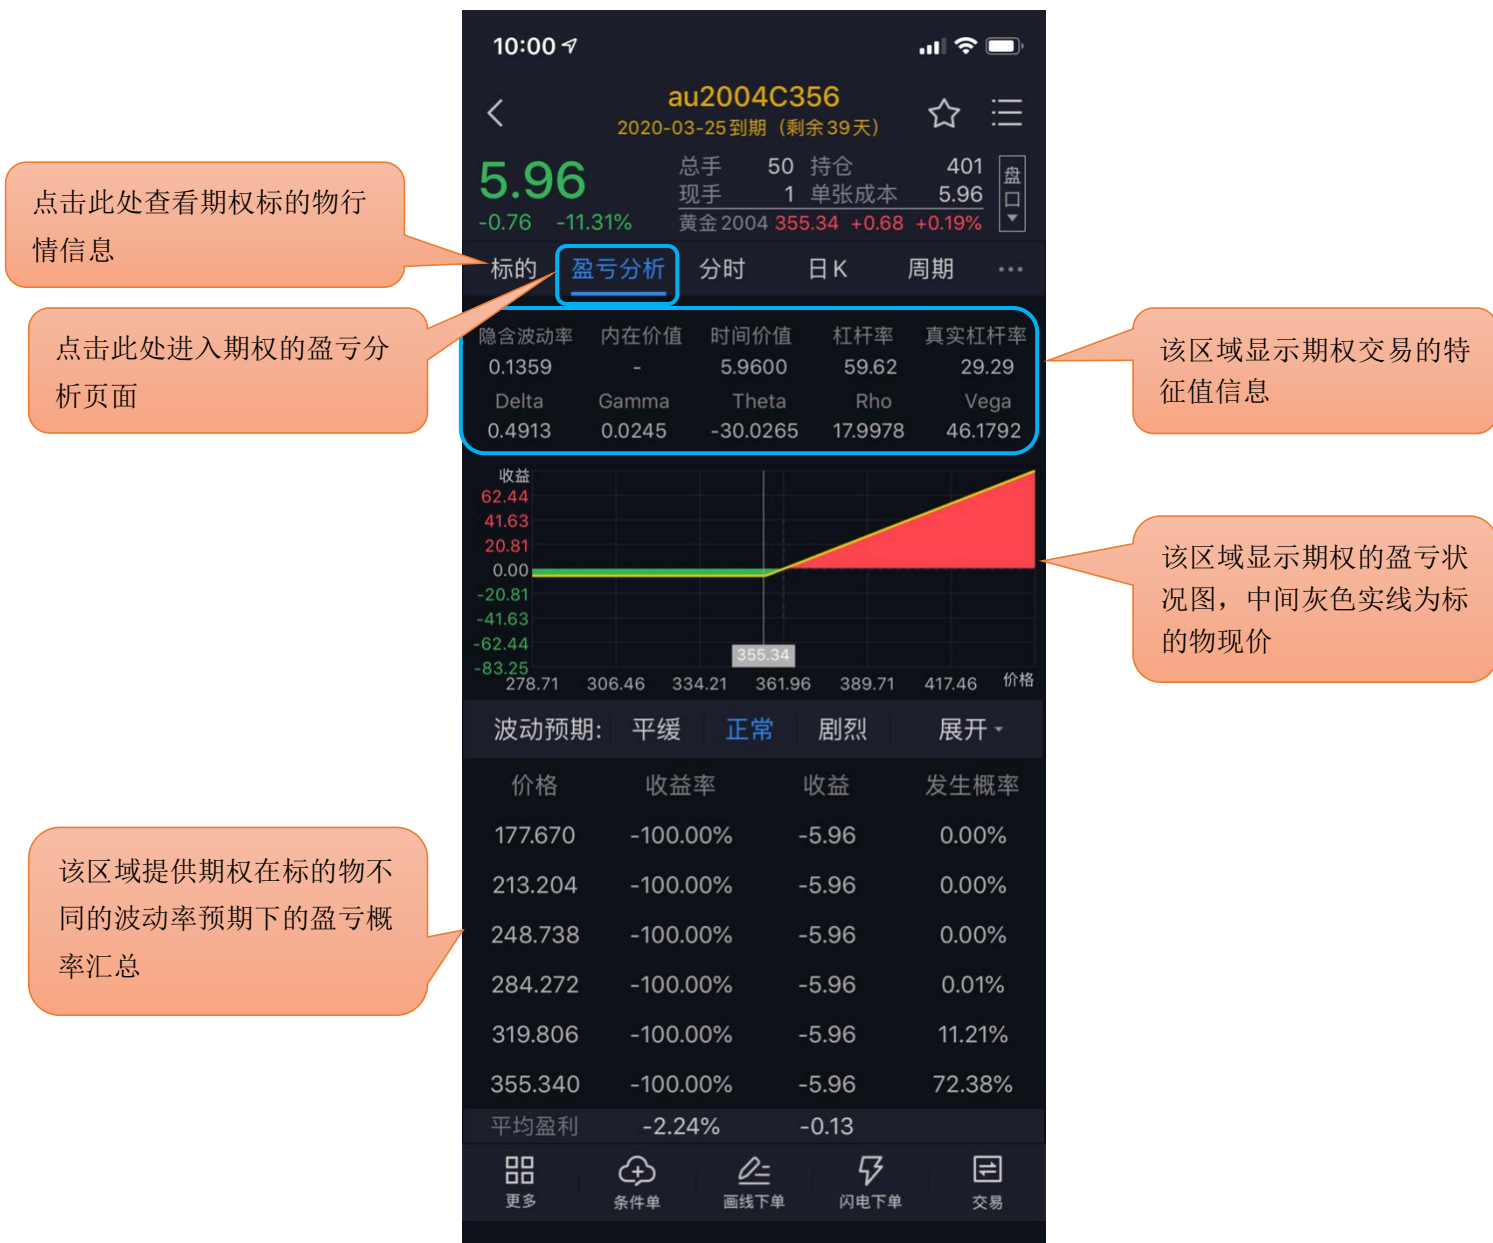 10:00
au2004C356
2020-03-25到期（剩余39天）
5.96
-0.76 -11.31%
总手 50 持仓 401
现手 1 单张成本 5.96
黄金2004 355.34 +0.68 +0.19%
盘口
标的 盈亏分析 分时 日K 周期 ...
隐含波动率 内在价值 时间价值 杠杆率 真实杠杆率
0.1359 - 5.9600 59.62 29.29
Delta Gamma Theta Rho Vega
0.4913 0.0245 -30.0265 17.9978 46.1792
收益
62.44
41.63
20.81
0.00
-20.81
-41.63
-62.44
-83.25
355.34
278.71 306.46 334.21 361.96 389.71 417.46 价格
波动预期: 平缓 正常 剧烈 展开
价格 收益率 收益 发生概率
177.670 -100.00% -5.96 0.00%
213.204 -100.00% -5.96 0.00%
248.738 -100.00% -5.96 0.00%
284.272 -100.00% -5.96 0.01%
319.806 -100.00% -5.96 11.21%
355.340 -100.00% -5.96 72.38%
平均盈利 -2.24% -0.13
更多 条件单 画线下单 闪电下单 交易
点击此处查看期权标的物行
情信息
点击此处进入期权的盈亏分
析页面
该区域提供期权在标的物不
同的波动率预期下的盈亏概
率汇总
该区域显示期权交易的特
征值信息
该区域显示期权的盈亏状
况图，中间灰色实线为标
的物现价